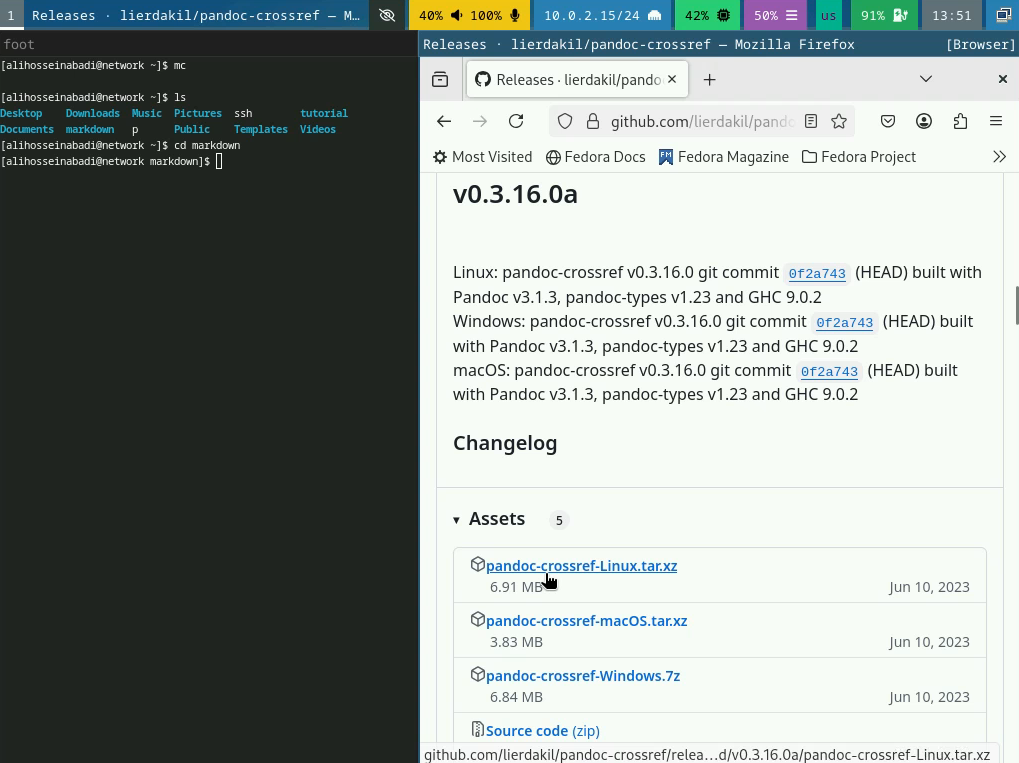 1 Releases · lierdakil/pandoc-crossref — M… 40% 100% 10.0.2.15/24 42% 50% us 91% 13:51
foot
Releases · lierdakil/pandoc-crossref — Mozilla Firefox [Browser]
[alihosseinabadi@network ~]$ mc
[alihosseinabadi@network ~]$ ls
Desktop Downloads Music Pictures ssh tutorial
Documents markdown p Public Templates Videos
[alihosseinabadi@network ~]$ cd markdown
[alihosseinabadi@network markdown]$
Releases · lierdakil/pando
github.com/lierdakil/pando
Most Visited Fedora Docs Fedora Magazine Fedora Project
v0.3.16.0a
Linux: pandoc-crossref v0.3.16.0 git commit 0f2a743 (HEAD) built with
Pandoc v3.1.3, pandoc-types v1.23 and GHC 9.0.2
Windows: pandoc-crossref v0.3.16.0 git commit 0f2a743 (HEAD) built
with Pandoc v3.1.3, pandoc-types v1.23 and GHC 9.0.2
macOS: pandoc-crossref v0.3.16.0 git commit 0f2a743 (HEAD) built
with Pandoc v3.1.3, pandoc-types v1.23 and GHC 9.0.2
Changelog
Assets 5
pandoc-crossref-Linux.tar.xz
6.91 MB Jun 10, 2023
pandoc-crossref-macOS.tar.xz
3.83 MB Jun 10, 2023
pandoc-crossref-Windows.7z
6.84 MB Jun 10, 2023
Source code (zip)
github.com/lierdakil/pandoc-crossref/relea…d/v0.3.16.0a/pandoc-crossref-Linux.tar.xz